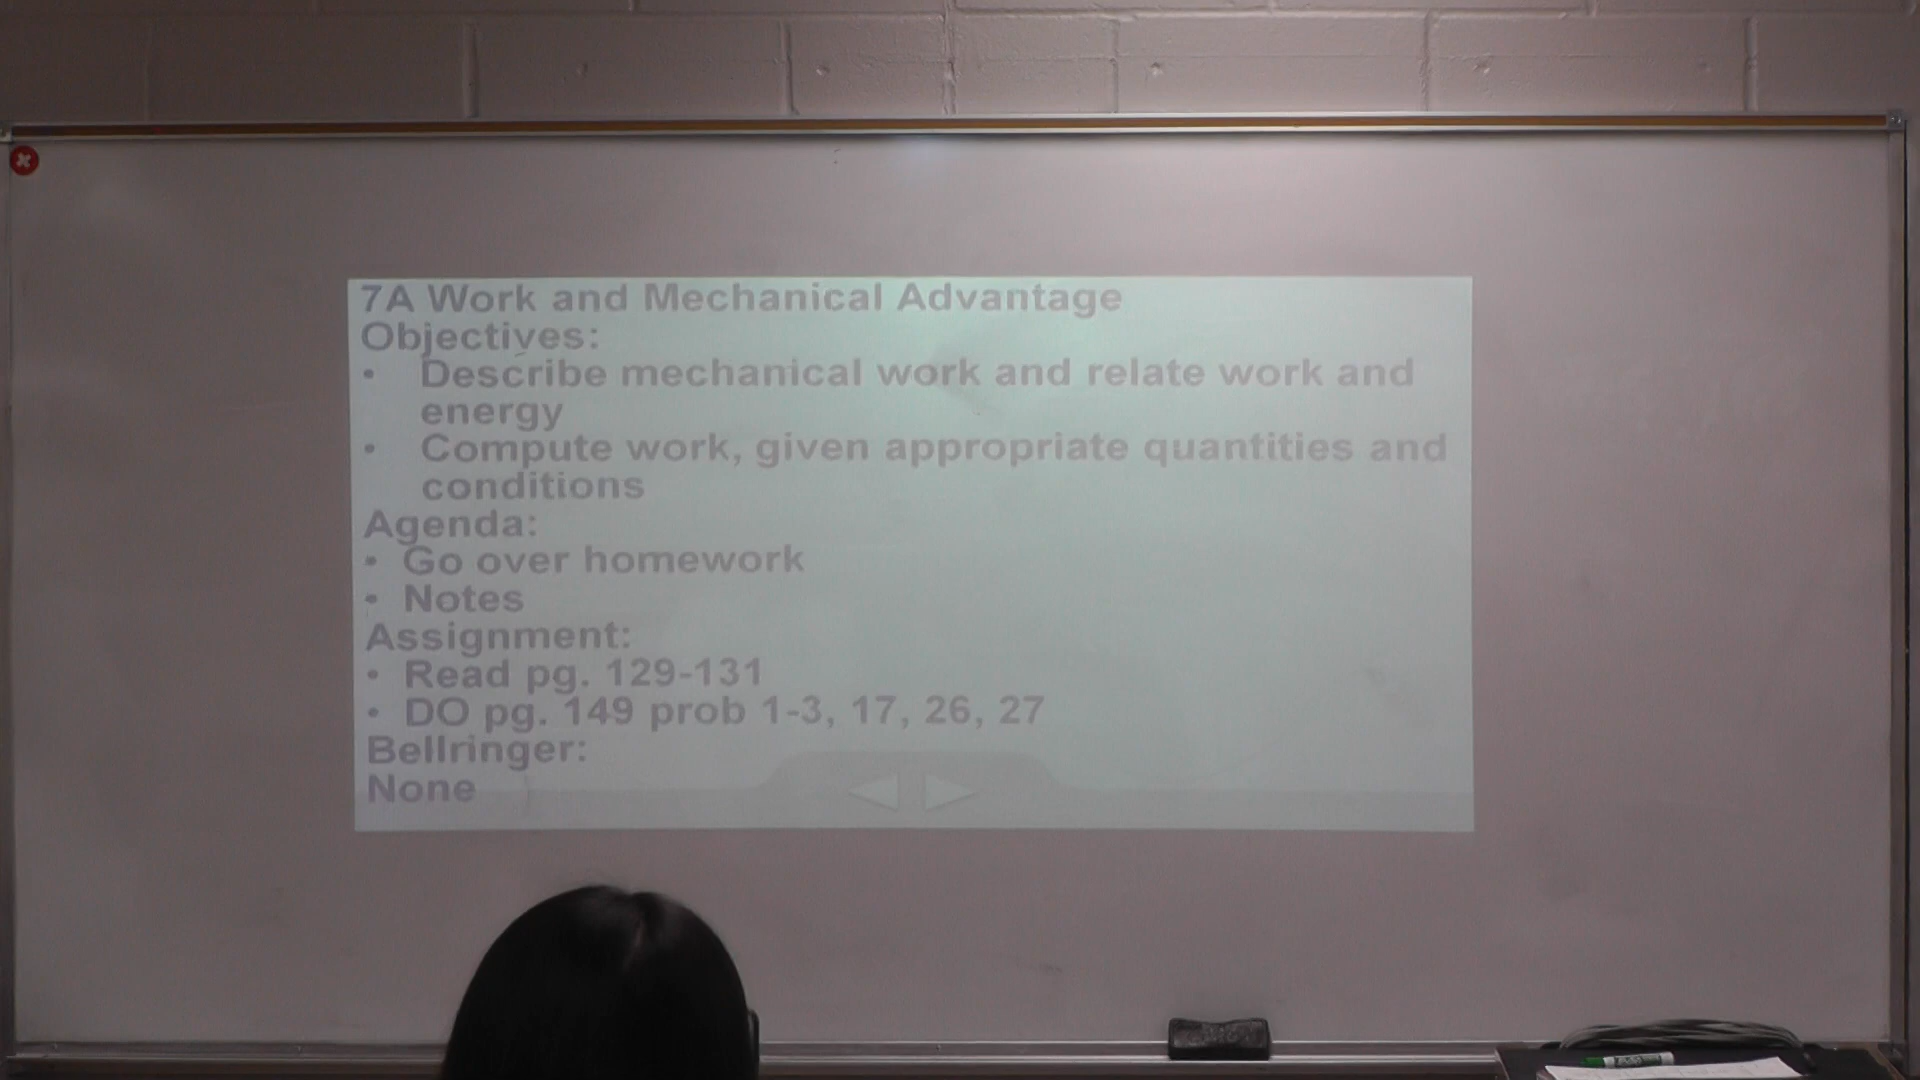 7A Work and Mechanical Advantage
Objectives:
• Describe mechanical work and relate work and
energy
• Compute work, given appropriate quantities and
conditions
Agenda:
• Go over homework
• Notes
Assignment:
• Read pg. 129-131
• DO pg. 149 prob 1-3, 17, 26, 27
Bellringer:
None